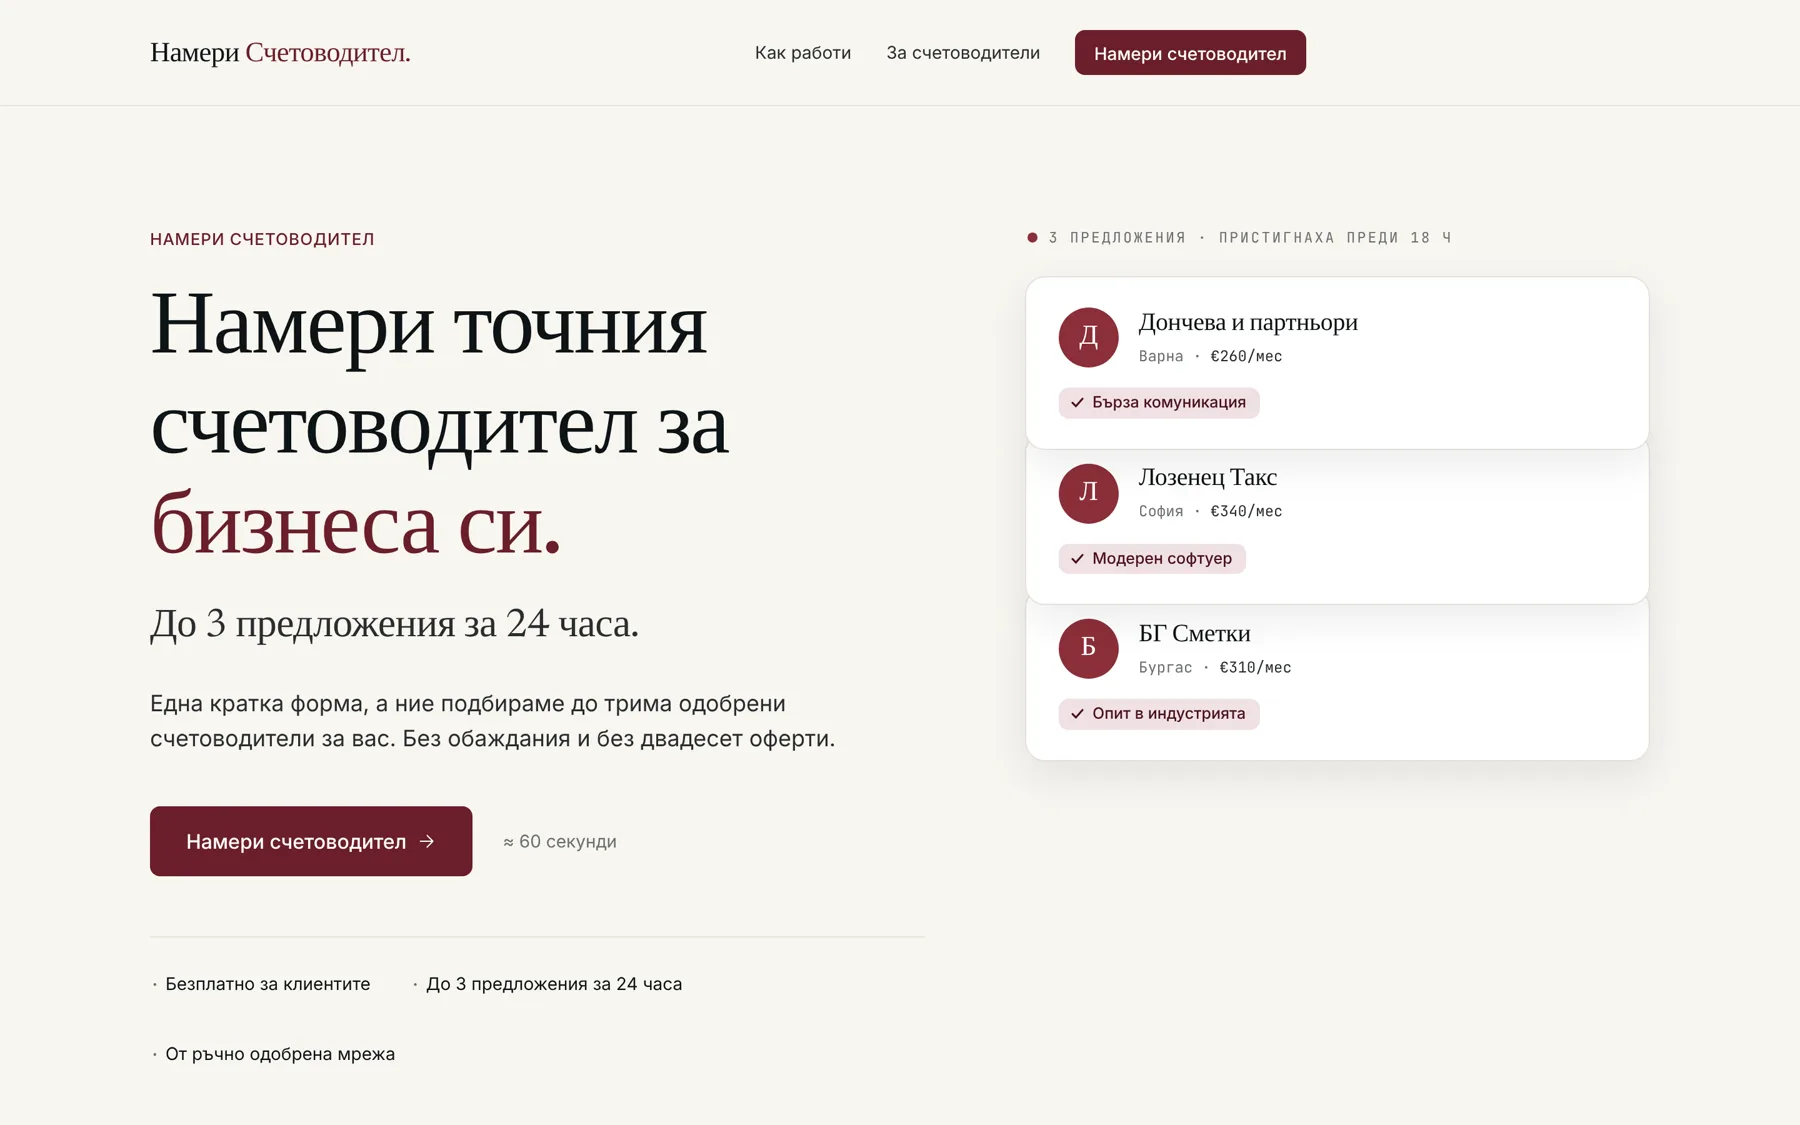 Намери Счетоводител.
Как работи
За счетоводители
Намери счетоводител
НАМЕРИ СЧЕТОВОДИТЕЛ
Намери точния
счетоводител за
бизнеса си.
До 3 предложения за 24 часа.
Една кратка форма, а ние подбираме до трима одобрени
счетоводители за вас. Без обаждания и без двадесет оферти.
Намери счетоводител →
≈ 60 секунди
· Безплатно за клиентите
· До 3 предложения за 24 часа
· От ръчно одобрена мрежа
3 ПРЕДЛОЖЕНИЯ · ПРИСТИГНАХА ПРЕДИ 18 Ч
Д
Дончева и партньори
Варна · €260/мес
Бърза комуникация
Л
Лозенец Такс
София · €340/мес
Модерен софтуер
Б
БГ Сметки
Бургас · €310/мес
Опит в индустрията